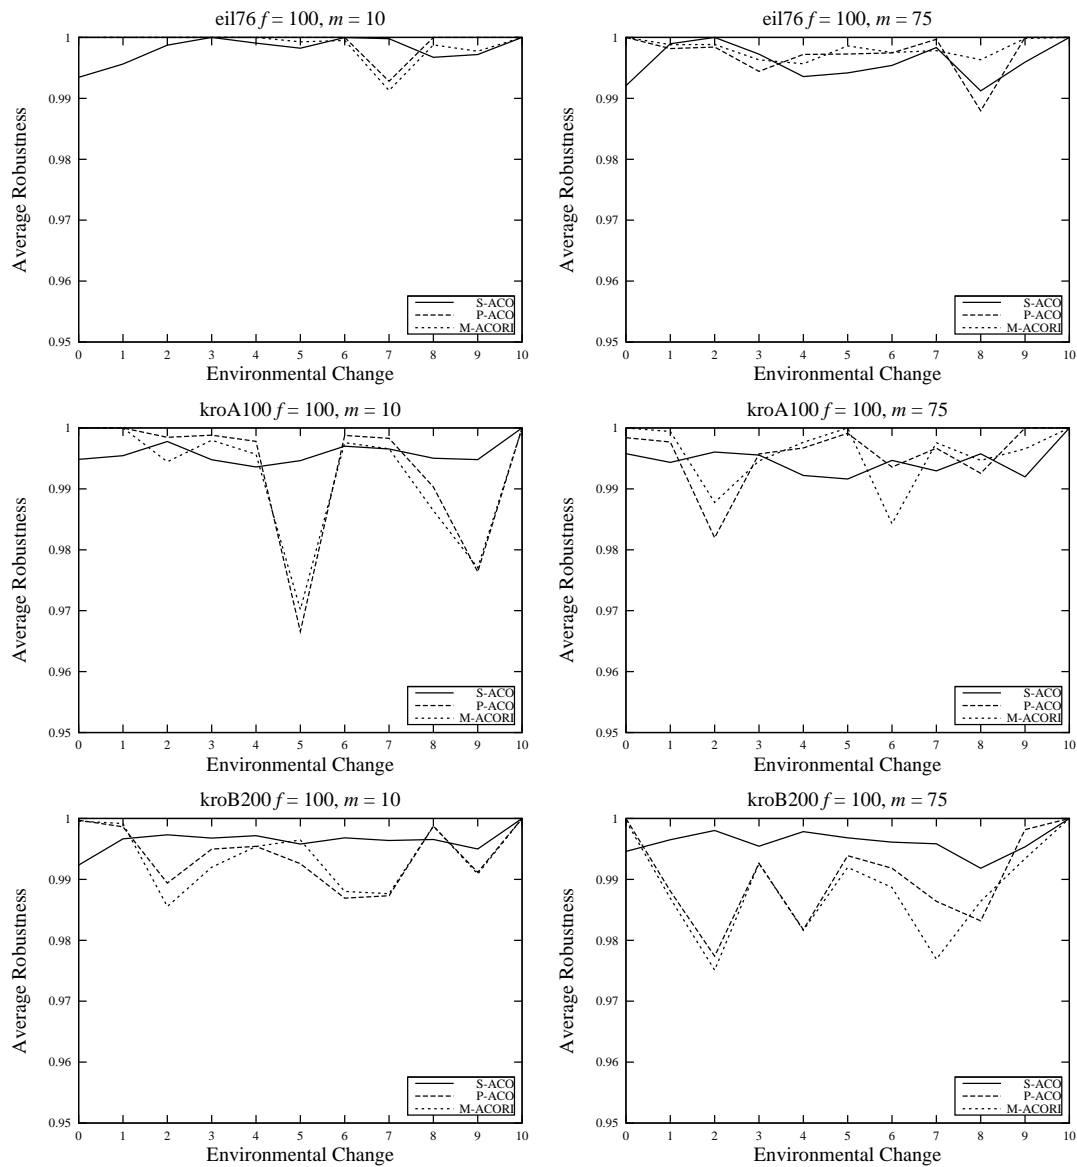 eil76 f = 100, m = 10
1
0.99
0.98
0.97
0.96
0.95
Average Robustness
S-ACO
P-ACO
M-ACORI
0 1 2 3 4 5 6 7 8 9 10
Environmental Change
eil76 f = 100, m = 75
1
0.99
0.98
0.97
0.96
0.95
Average Robustness
S-ACO
P-ACO
M-ACORI
0 1 2 3 4 5 6 7 8 9 10
Environmental Change
kroA100 f = 100, m = 10
1
0.99
0.98
0.97
0.96
0.95
Average Robustness
S-ACO
P-ACO
M-ACORI
0 1 2 3 4 5 6 7 8 9 10
Environmental Change
kroA100 f = 100, m = 75
1
0.99
0.98
0.97
0.96
0.95
Average Robustness
S-ACO
P-ACO
M-ACORI
0 1 2 3 4 5 6 7 8 9 10
Environmental Change
kroB200 f = 100, m = 10
1
0.99
0.98
0.97
0.96
0.95
Average Robustness
S-ACO
P-ACO
M-ACORI
0 1 2 3 4 5 6 7 8 9 10
Environmental Change
kroB200 f = 100, m = 75
1
0.99
0.98
0.97
0.96
0.95
Average Robustness
S-ACO
P-ACO
M-ACORI
0 1 2 3 4 5 6 7 8 9 10
Environmental Change